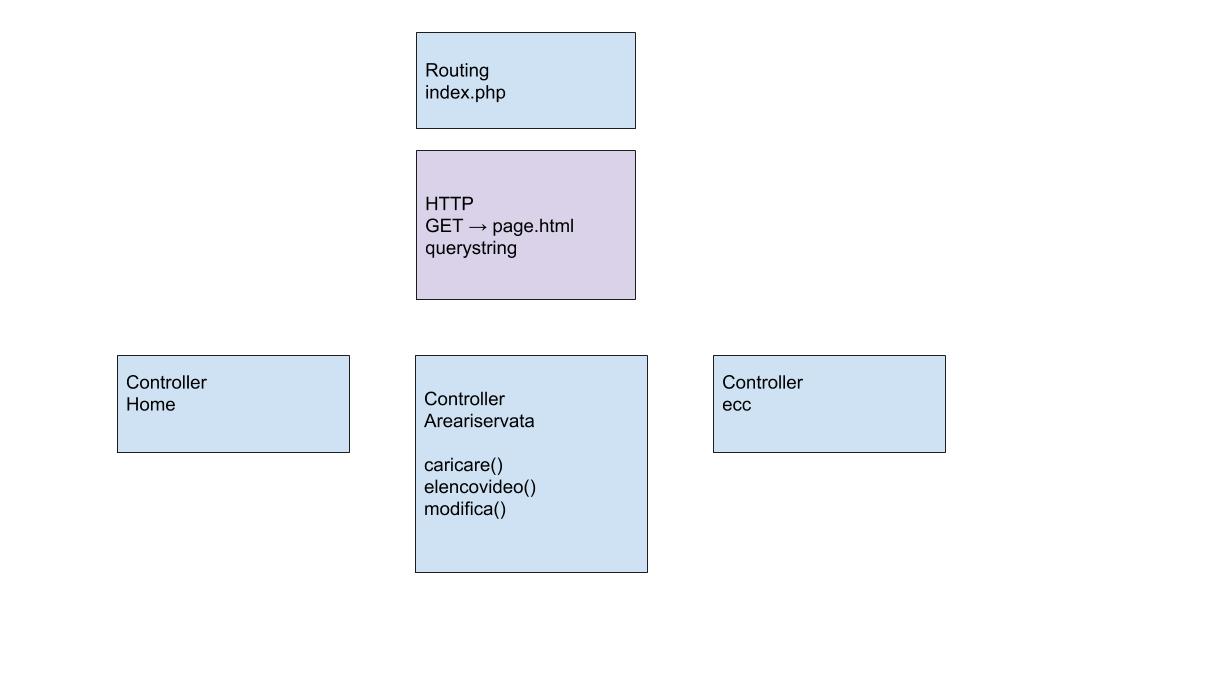 Routing
index.php
HTTP
GET → page.html
querystring
Controller
Home
Controller
Areariservata
caricare()
elencovideo()
modifica()
Controller
ecc